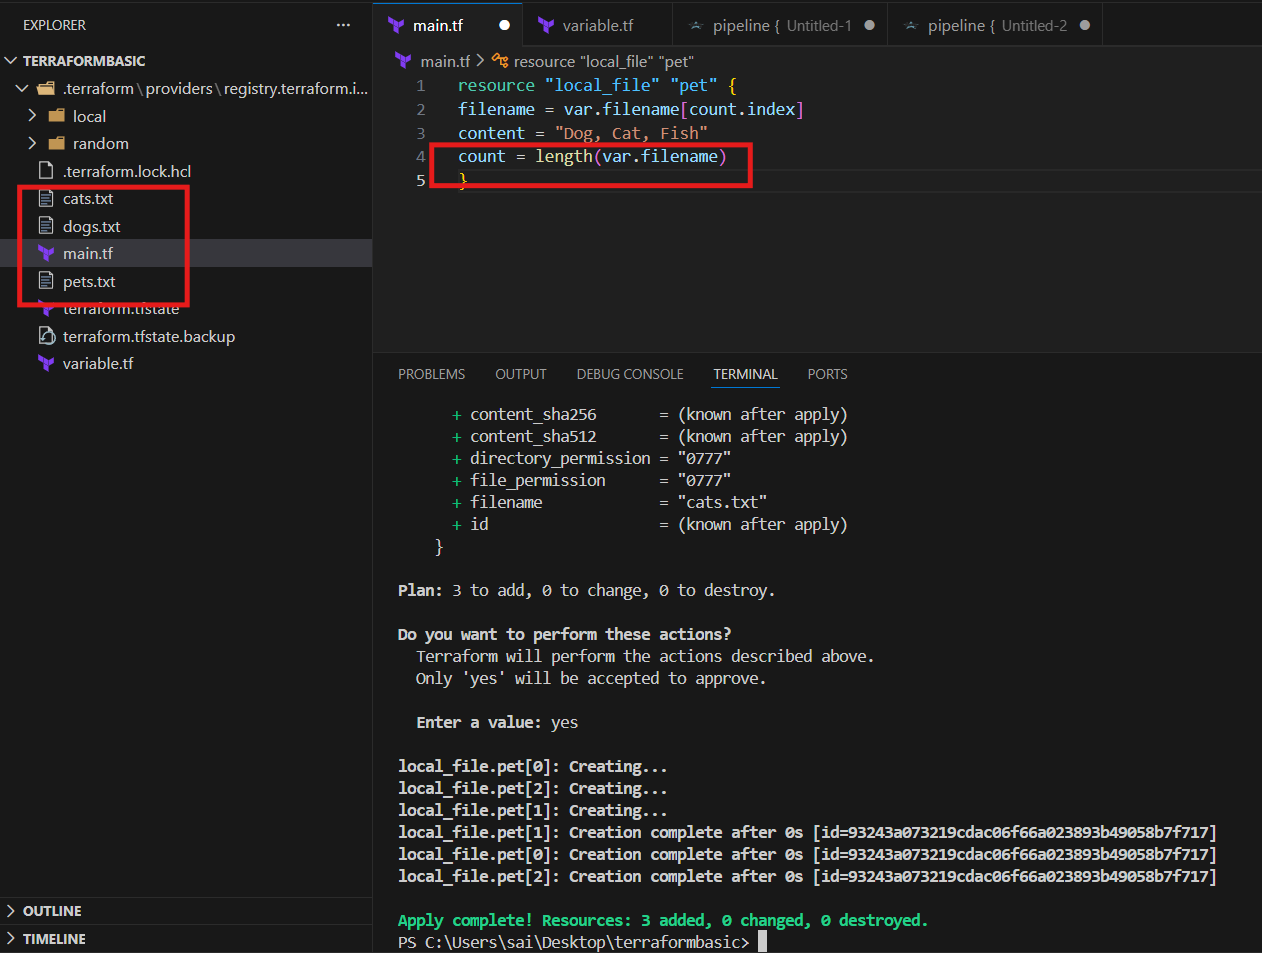 EXPLORER
...
TERRAFORMBASIC
.terraform\providers\registry.terraform.i...
local
random
.terraform.lock.hcl
cats.txt
dogs.txt
main.tf
pets.txt
terraform.tfstate
terraform.tfstate.backup
variable.tf
OUTLINE
TIMELINE
main.tf
variable.tf
pipeline { Untitled-1
pipeline { Untitled-2
main.tf > resource "local_file" "pet"
1 resource "local_file" "pet" {
2 filename = var.filename[count.index]
3 content = "Dog, Cat, Fish"
4 count = length(var.filename)
5 }
PROBLEMS OUTPUT DEBUG CONSOLE TERMINAL PORTS
+ content_sha256 = (known after apply)
+ content_sha512 = (known after apply)
+ directory_permission = "0777"
+ file_permission = "0777"
+ filename = "cats.txt"
+ id = (known after apply)
}
Plan: 3 to add, 0 to change, 0 to destroy.
Do you want to perform these actions?
Terraform will perform the actions described above.
Only 'yes' will be accepted to approve.
Enter a value: yes
local_file.pet[0]: Creating...
local_file.pet[2]: Creating...
local_file.pet[1]: Creating...
local_file.pet[1]: Creation complete after 0s [id=93243a073219cdac06f66a023893b49058b7f717]
local_file.pet[0]: Creation complete after 0s [id=93243a073219cdac06f66a023893b49058b7f717]
local_file.pet[2]: Creation complete after 0s [id=93243a073219cdac06f66a023893b49058b7f717]
Apply complete! Resources: 3 added, 0 changed, 0 destroyed.
PS C:\Users\sai\Desktop\terraformbasic>